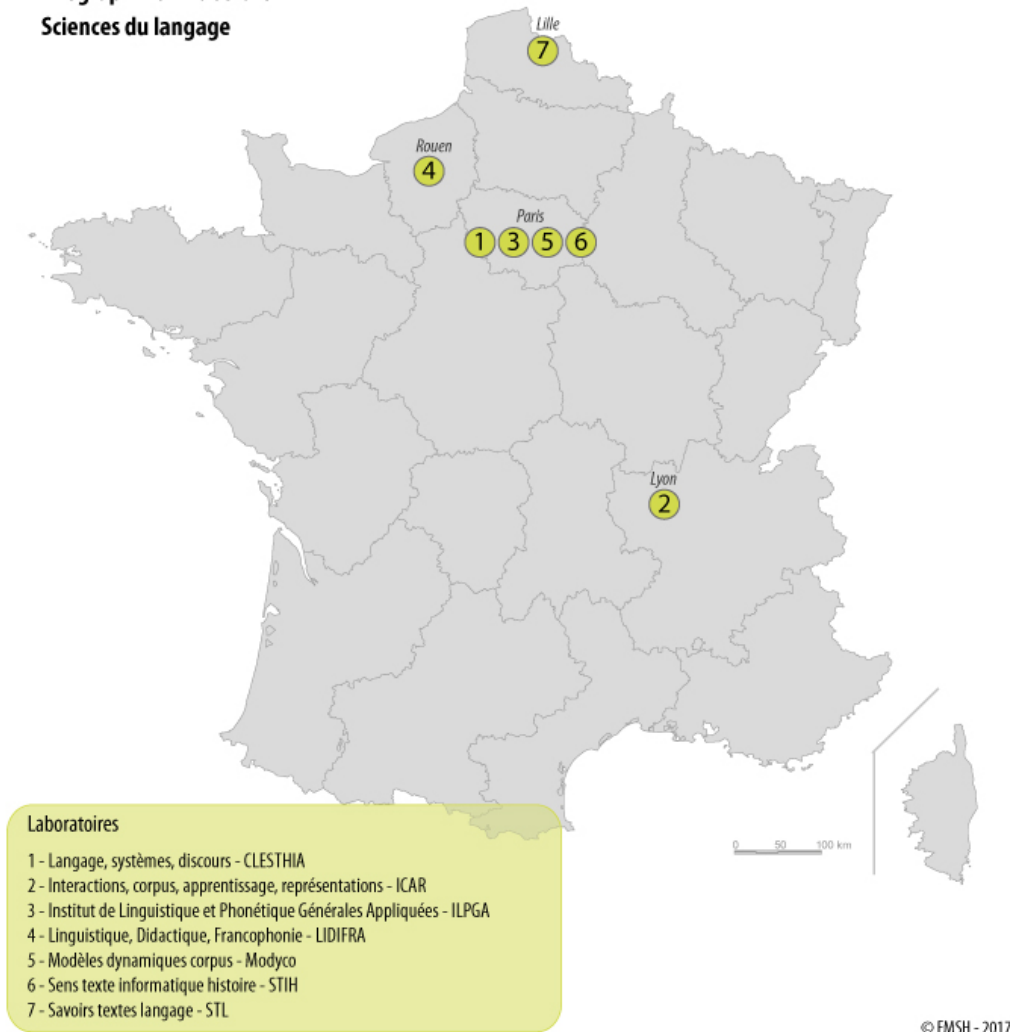 Sciences du langage
Lille
7
Rouen
4
Paris
1 3 5 6
Lyon
2
0 50 100 km
Laboratoires
1 - Langage, systèmes, discours - CLESTHIA
2 - Interactions, corpus, apprentissage, représentations - ICAR
3 - Institut de Linguistique et Phonétique Générales Appliquées - ILPGA
4 - Linguistique, Didactique, Francophonie - LIDIFRA
5 - Modèles dynamiques corpus - Modyco
6 - Sens texte informatique histoire - STIH
7 - Savoirs textes langage - STL
© FMSH - 2017